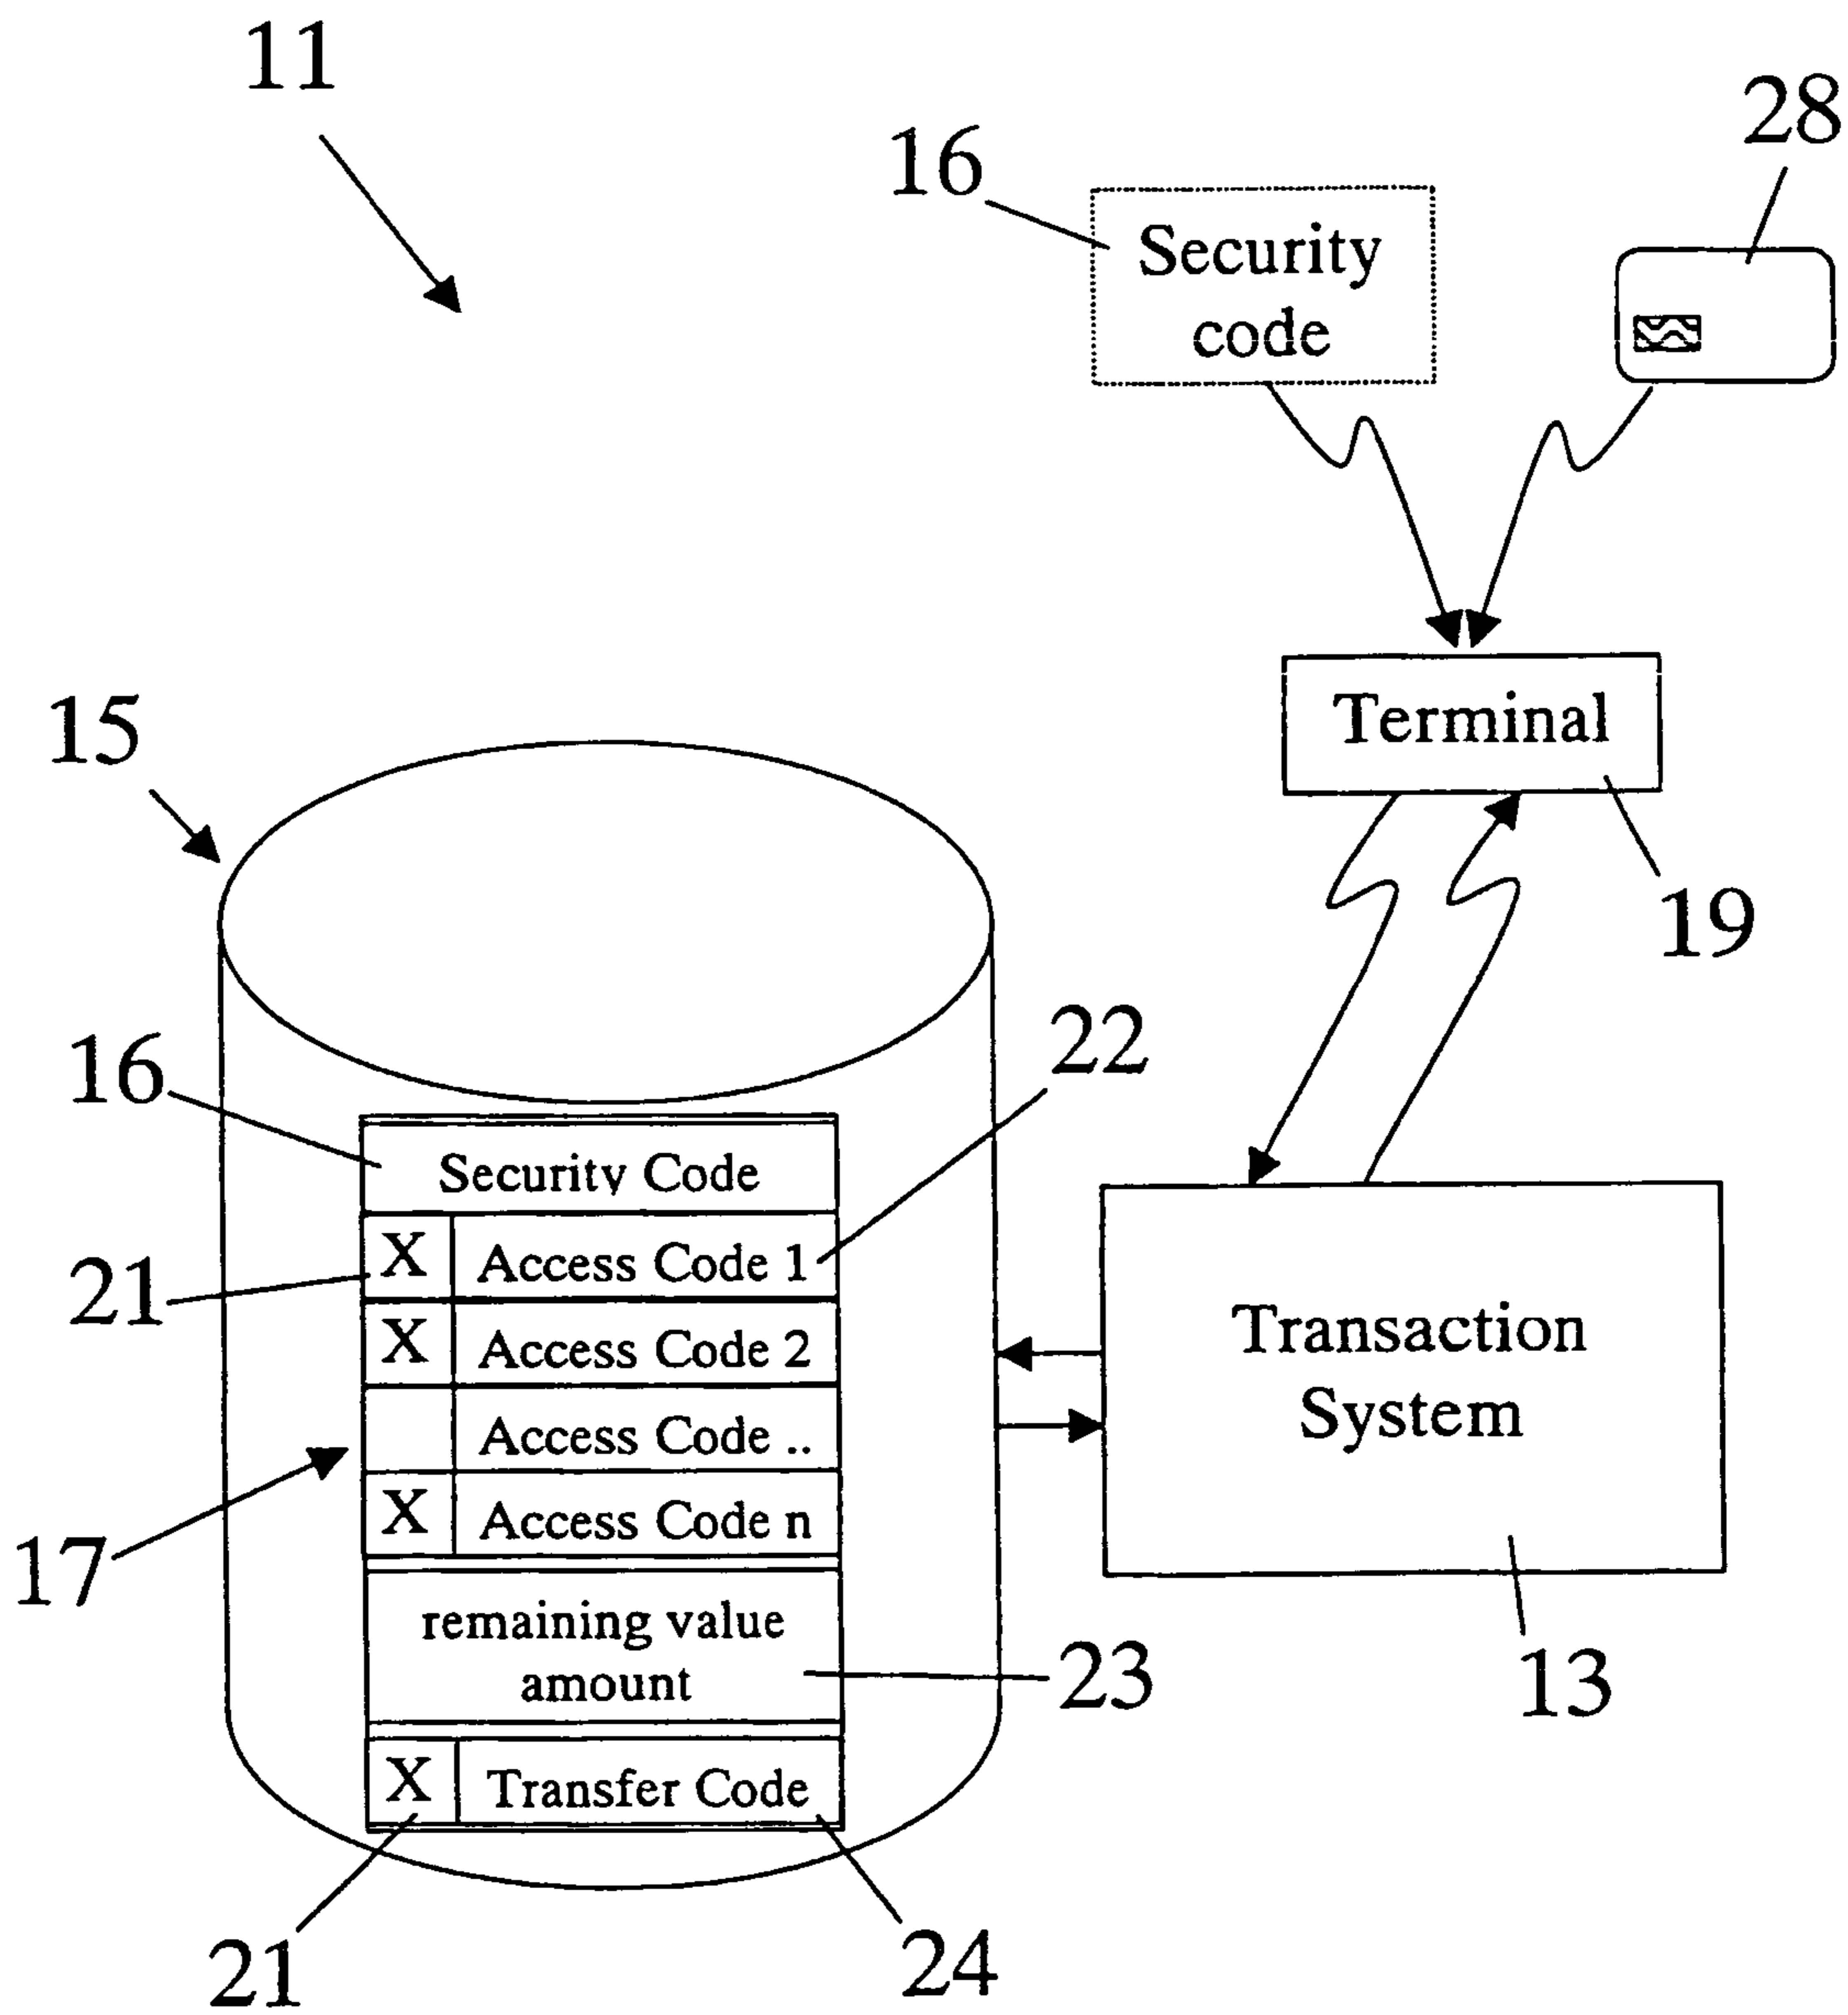 11
28
16
Security
code
Terminal
15
19
22
16
Security Code
X Access Code 1
21
X Access Code 2
Transaction
System
Access Code ..
17
X Access Code n
remaining value
amount
23
13
X Transfer Code
21
24